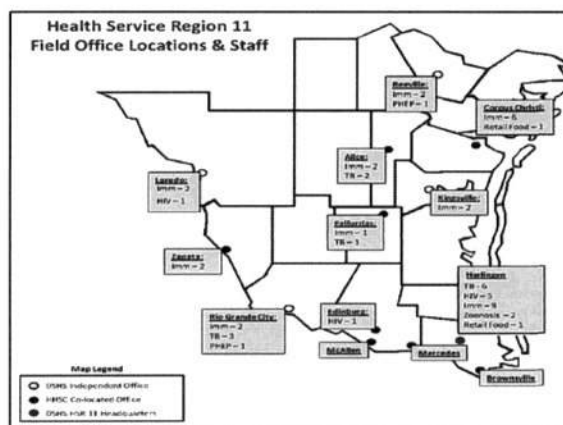 Health Service Region 11
Field Office Locations & Staff
Beeville:
Imm – 2
PHEP – 1
Corpus Christi:
Imm – 6
Retail Food – 1
Alice:
Imm – 2
TB – 2
Laredo:
Imm – 2
HIV – 1
Kingsville:
Imm – 2
Falfurrias:
Imm – 1
TB – 1
Zapata:
Imm – 2
Harlingen
TB - 6
HIV – 5
Imm – 9
Zoonosis – 2
Retail Food – 1
Rio Grande City:
Imm – 2
TB – 3
PHEP – 1
Edinburg:
HIV – 1
McAllen
Mercedes
Brownsville
Map Legend
DSHS Independent Office
HHSC Co-located Office
DSHS HSR 11 Headquarters